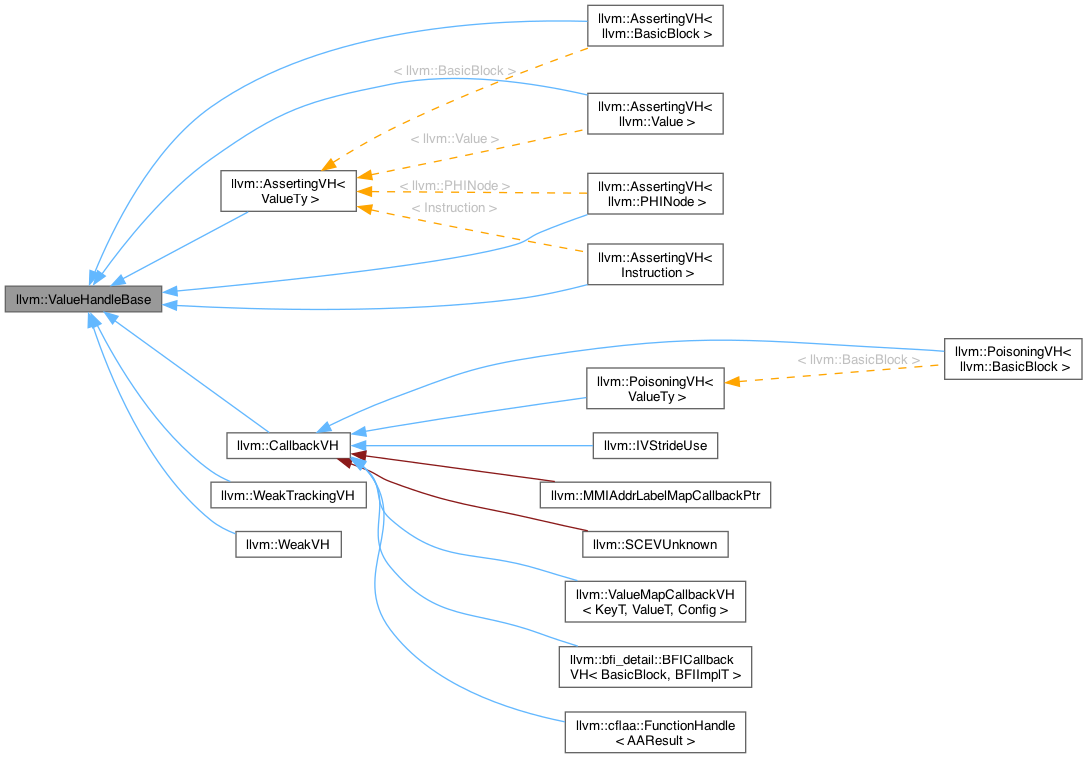 llvm::AssertingVH<
llvm::BasicBlock >
< llvm::BasicBlock >
llvm::AssertingVH<
llvm::Value >
< llvm::Value >
llvm::AssertingVH<
ValueTy >
< llvm::PHINode >
llvm::AssertingVH<
llvm::PHINode >
< Instruction >
llvm::AssertingVH<
Instruction >
llvm::ValueHandleBase
llvm::PoisoningVH<
llvm::BasicBlock >
< llvm::BasicBlock >
llvm::PoisoningVH<
ValueTy >
llvm::CallbackVH
llvm::IVStrideUse
llvm::WeakTrackingVH
llvm::MMIAddrLabelMapCallbackPtr
llvm::WeakVH
llvm::SCEVUnknown
llvm::ValueMapCallbackVH
< KeyT, ValueT, Config >
llvm::bfi_detail::BFICallback
VH< BasicBlock, BFIImplT >
llvm::cflaa::FunctionHandle
< AAResult >